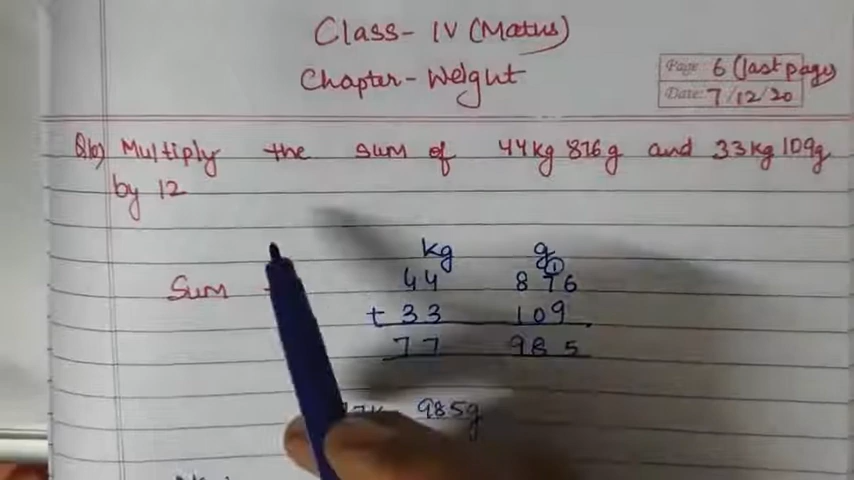 Class- IV (Maths)
Chapter- Weight
Page: 6 (last page)
Date: 7/12/20
Q16) Multiply the sum of 44kg 876g and 33kg 109g
by 12
kg g
1
Sum 44 876
+ 33 109
77 985
985g